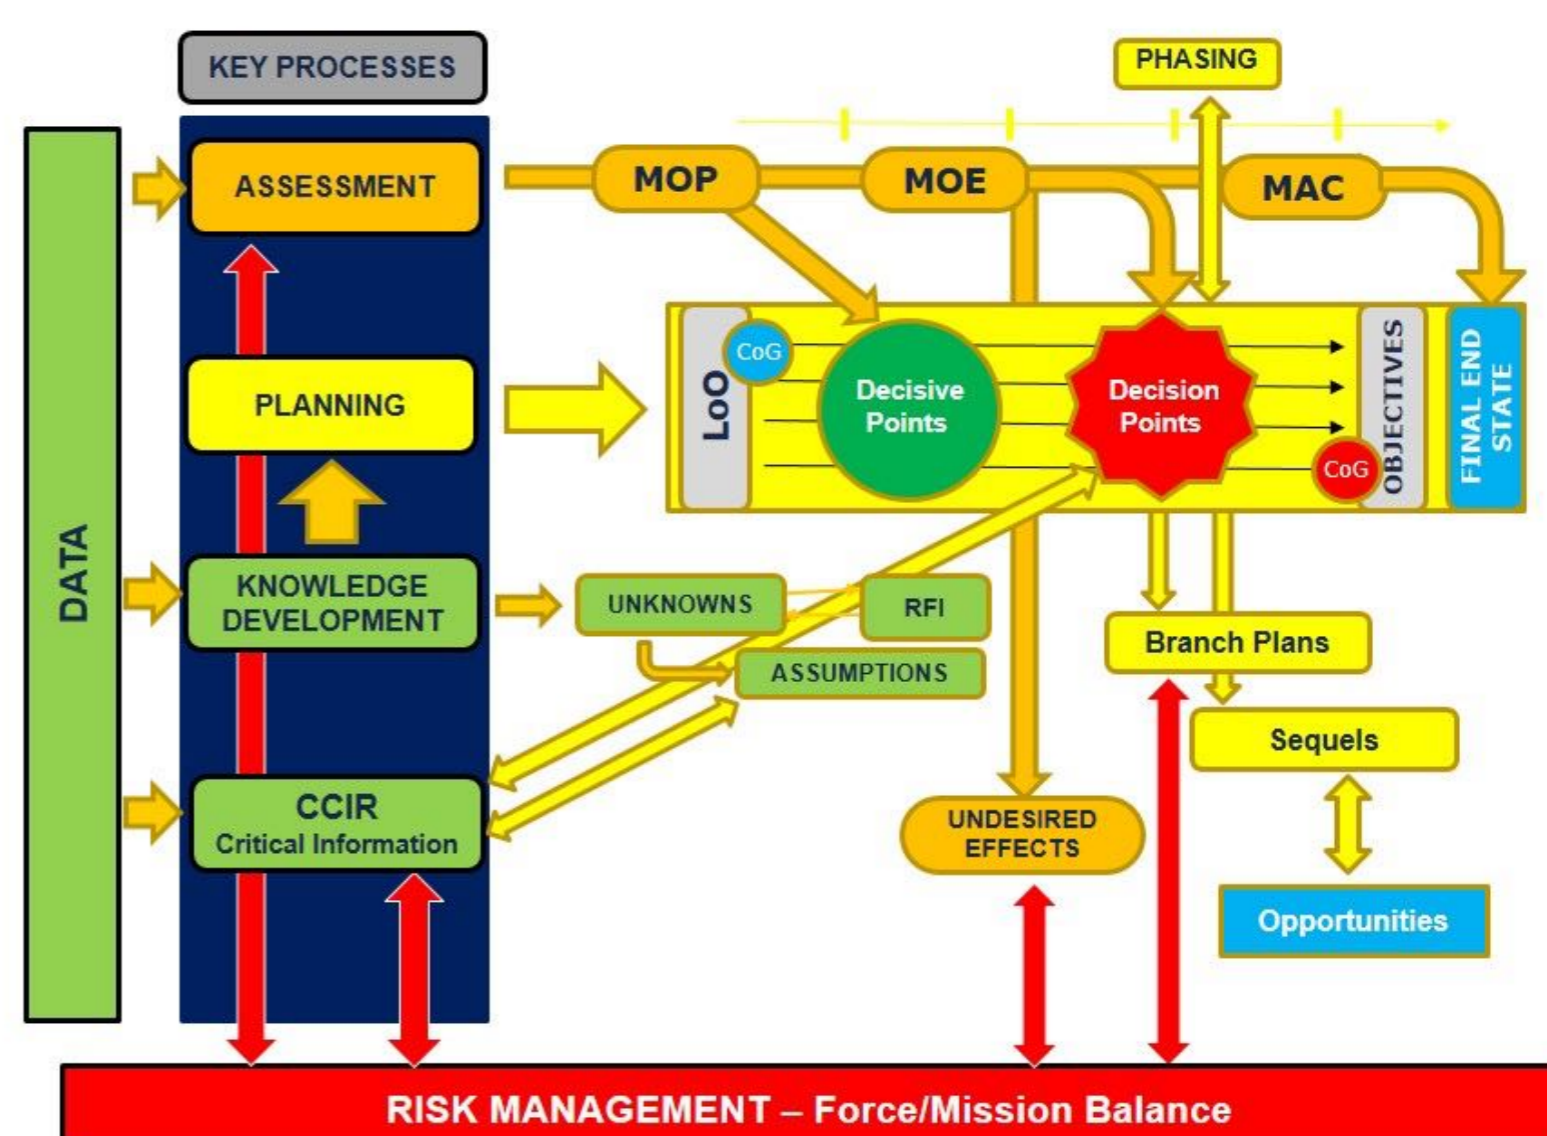 KEY PROCESSES
PHASING
DATA
ASSESSMENT
MOP
MOE
MAC
PLANNING
LoO
CoG
Decisive
Points
Decision
Points
CoG
OBJECTIVES
FINAL END
STATE
KNOWLEDGE
DEVELOPMENT
UNKNOWNS
RFI
ASSUMPTIONS
Branch Plans
Sequels
CCIR
Critical Information
UNDESIRED
EFFECTS
Opportunities
RISK MANAGEMENT – Force/Mission Balance